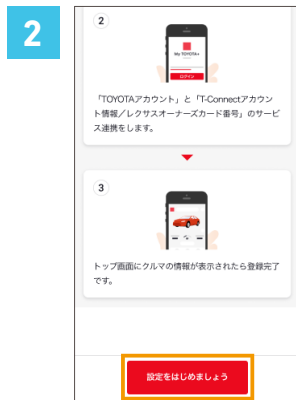 2
2
My TOYOTA+
ログイン
「TOYOTAアカウント」と「T-Connectアカウン
ト情報／レクサスオーナーズカード番号」のサービ
ス連携をします。
3
トップ画面にクルマの情報が表示されたら登録完了
です。
設定をはじめましょう